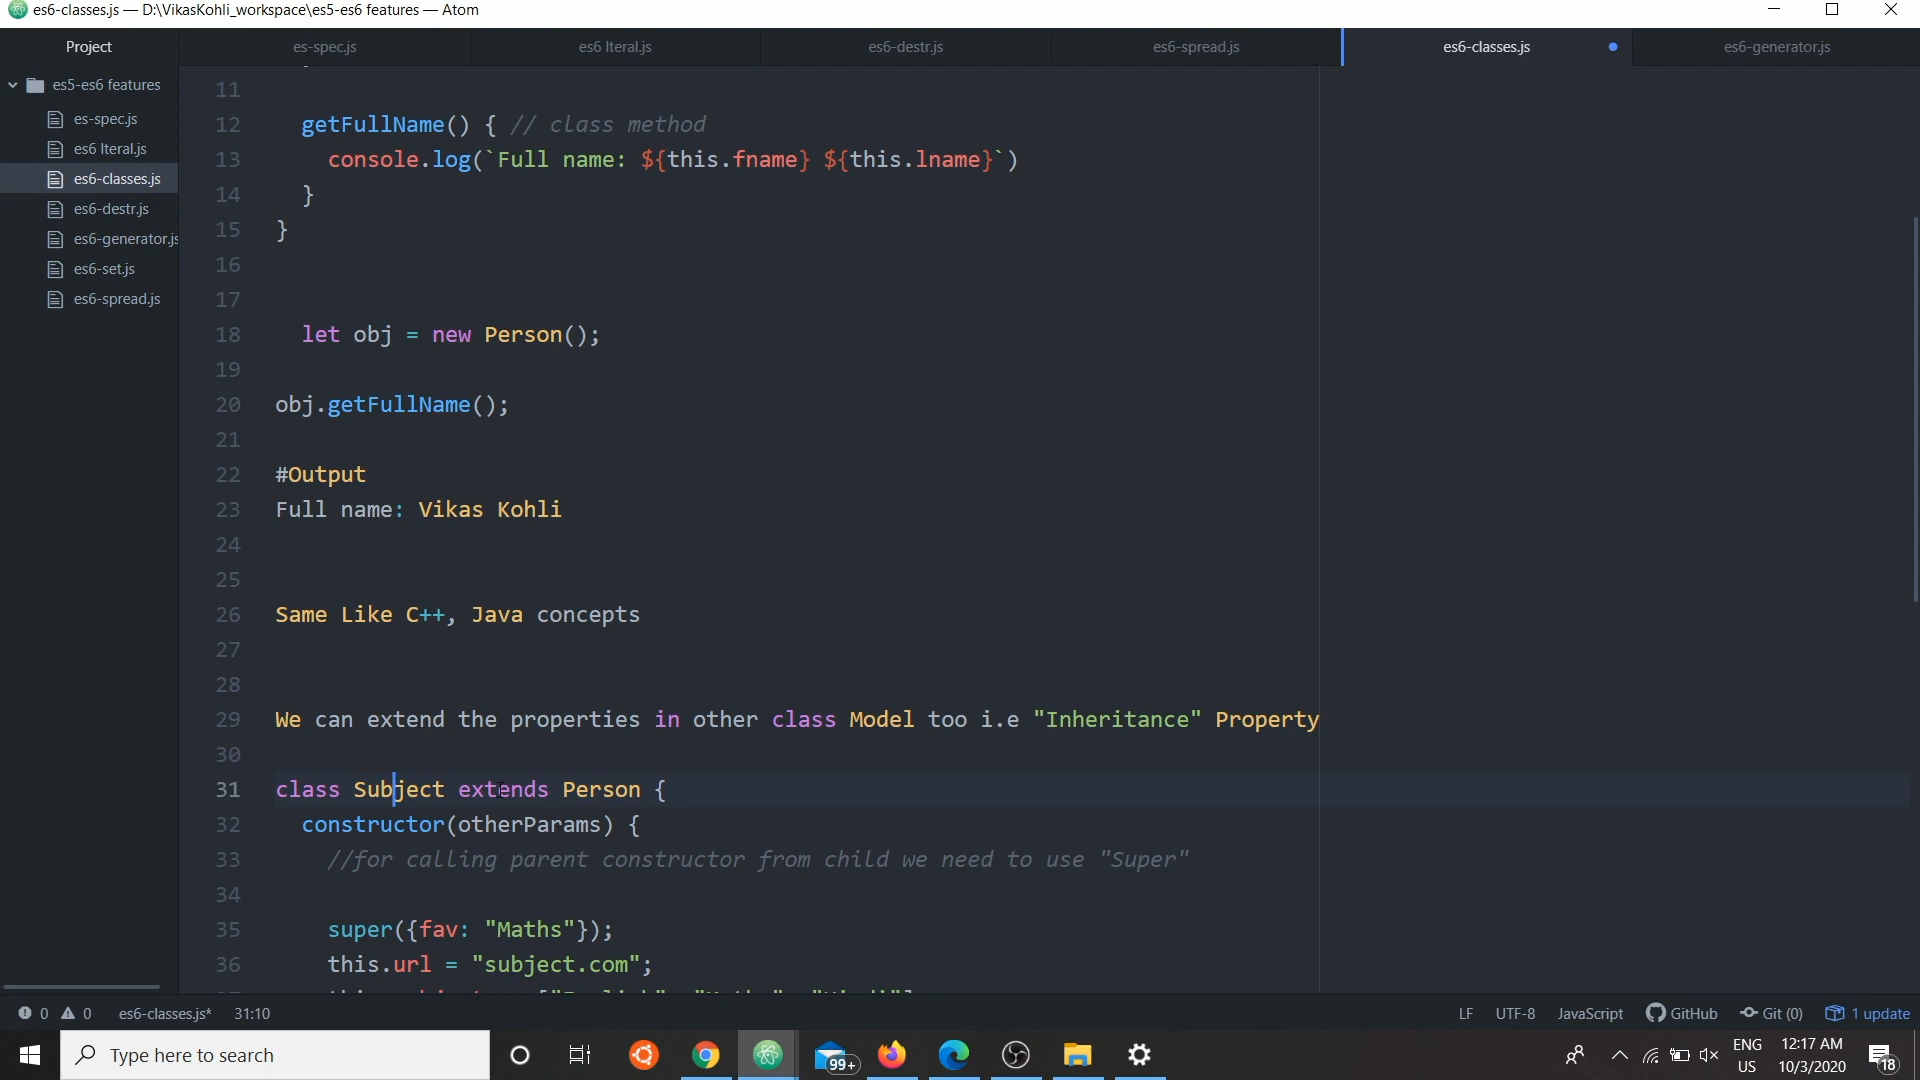 es6-classes.js — D:\VikasKohli_workspace\es5-es6 features — Atom
Project
es-spec.js
es6 lteral.js
es6-destr.js
es6-spread.js
es6-classes.js
es6-generator.js
es5-es6 features
es-spec.js
es6 lteral.js
es6-classes.js
es6-destr.js
es6-generator.js
es6-set.js
es6-spread.js
11
12 getFullName() { // class method
13 console.log(`Full name: ${this.fname} ${this.lname}`)
14 }
15 }
16
17
18 let obj = new Person();
19
20 obj.getFullName();
21
22 #Output
23 Full name: Vikas Kohli
24
25
26 Same Like C++, Java concepts
27
28
29 We can extend the properties in other class Model too i.e "Inheritance" Property
30
31 class Subject extends Person {
32 constructor(otherParams) {
33 //for calling parent constructor from child we need to use "Super"
34
35 super({fav: "Maths"});
36 this.url = "subject.com";
0 0 es6-classes.js* 31:10
LF UTF-8 JavaScript GitHub Git (0) 1 update
Type here to search
99+
ENG
US
12:17 AM
10/3/2020
18